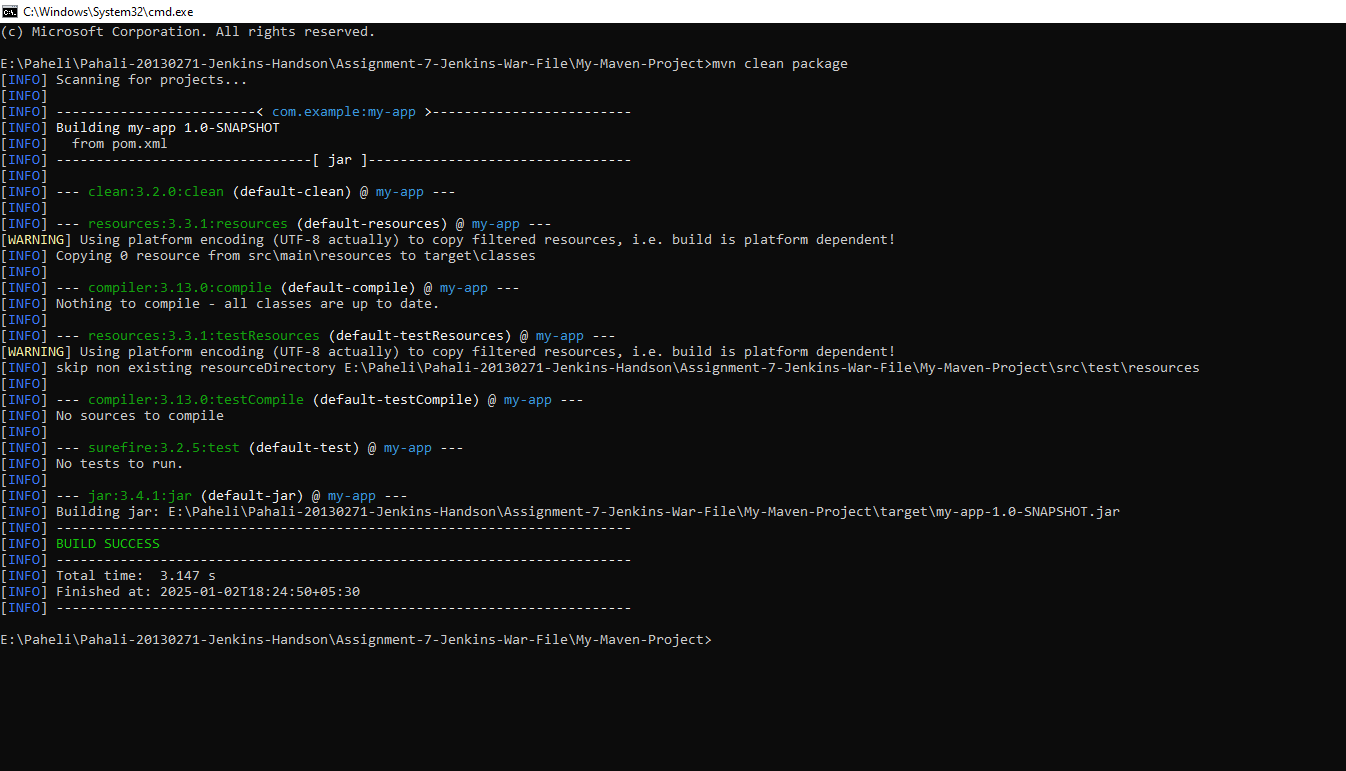 C:\Windows\System32\cmd.exe
(c) Microsoft Corporation. All rights reserved.
E:\Paheli\Pahali-20130271-Jenkins-Handson\Assignment-7-Jenkins-War-File\My-Maven-Project>mvn clean package
[INFO] Scanning for projects...
[INFO]
[INFO] -------------------------< com.example:my-app >-------------------------
[INFO] Building my-app 1.0-SNAPSHOT
[INFO]   from pom.xml
[INFO] --------------------------------[ jar ]---------------------------------
[INFO]
[INFO] --- clean:3.2.0:clean (default-clean) @ my-app ---
[INFO]
[INFO] --- resources:3.3.1:resources (default-resources) @ my-app ---
[WARNING] Using platform encoding (UTF-8 actually) to copy filtered resources, i.e. build is platform dependent!
[INFO] Copying 0 resource from src\main\resources to target\classes
[INFO]
[INFO] --- compiler:3.13.0:compile (default-compile) @ my-app ---
[INFO] Nothing to compile - all classes are up to date.
[INFO]
[INFO] --- resources:3.3.1:testResources (default-testResources) @ my-app ---
[WARNING] Using platform encoding (UTF-8 actually) to copy filtered resources, i.e. build is platform dependent!
[INFO] skip non existing resourceDirectory E:\Paheli\Pahali-20130271-Jenkins-Handson\Assignment-7-Jenkins-War-File\My-Maven-Project\src\test\resources
[INFO]
[INFO] --- compiler:3.13.0:testCompile (default-testCompile) @ my-app ---
[INFO] No sources to compile
[INFO]
[INFO] --- surefire:3.2.5:test (default-test) @ my-app ---
[INFO] No tests to run.
[INFO]
[INFO] --- jar:3.4.1:jar (default-jar) @ my-app ---
[INFO] Building jar: E:\Paheli\Pahali-20130271-Jenkins-Handson\Assignment-7-Jenkins-War-File\My-Maven-Project\target\my-app-1.0-SNAPSHOT.jar
[INFO] ------------------------------------------------------------------------
[INFO] BUILD SUCCESS
[INFO] ------------------------------------------------------------------------
[INFO] Total time:  3.147 s
[INFO] Finished at: 2025-01-02T18:24:50+05:30
[INFO] ------------------------------------------------------------------------
E:\Paheli\Pahali-20130271-Jenkins-Handson\Assignment-7-Jenkins-War-File\My-Maven-Project>